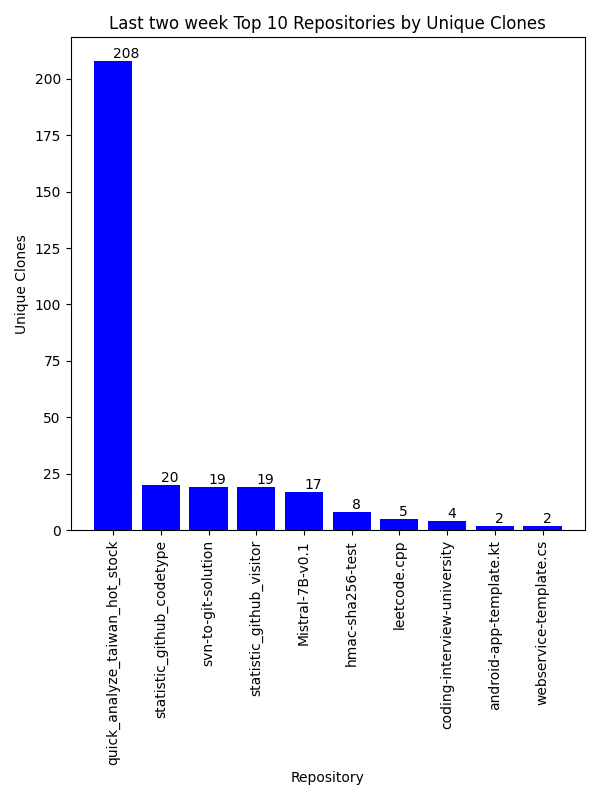 Last two week Top 10 Repositories by Unique Clones
Unique Clones
200
175
150
125
100
75
50
25
0
208
20
19
19
17
8
5
4
2
2
quick_analyze_taiwan_hot_stock
statistic_github_codetype
svn-to-git-solution
statistic_github_visitor
Mistral-7B-v0.1
hmac-sha256-test
leetcode.cpp
coding-interview-university
android-app-template.kt
webservice-template.cs
Repository